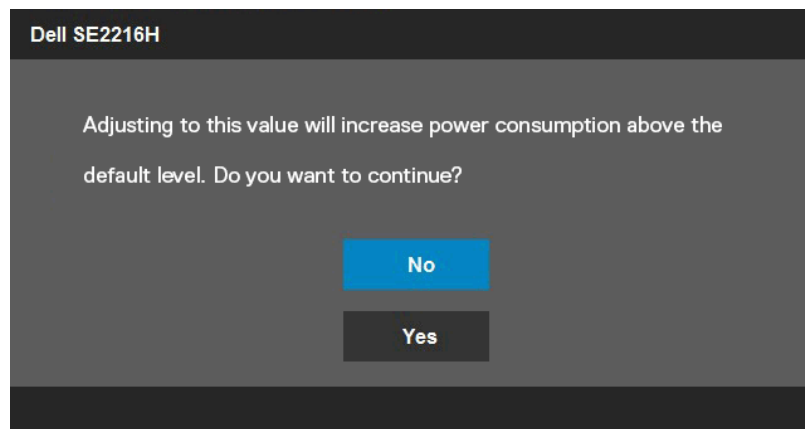 Dell SE2216H
Adjusting to this value will increase power consumption above the
default level. Do you want to continue?
No
Yes